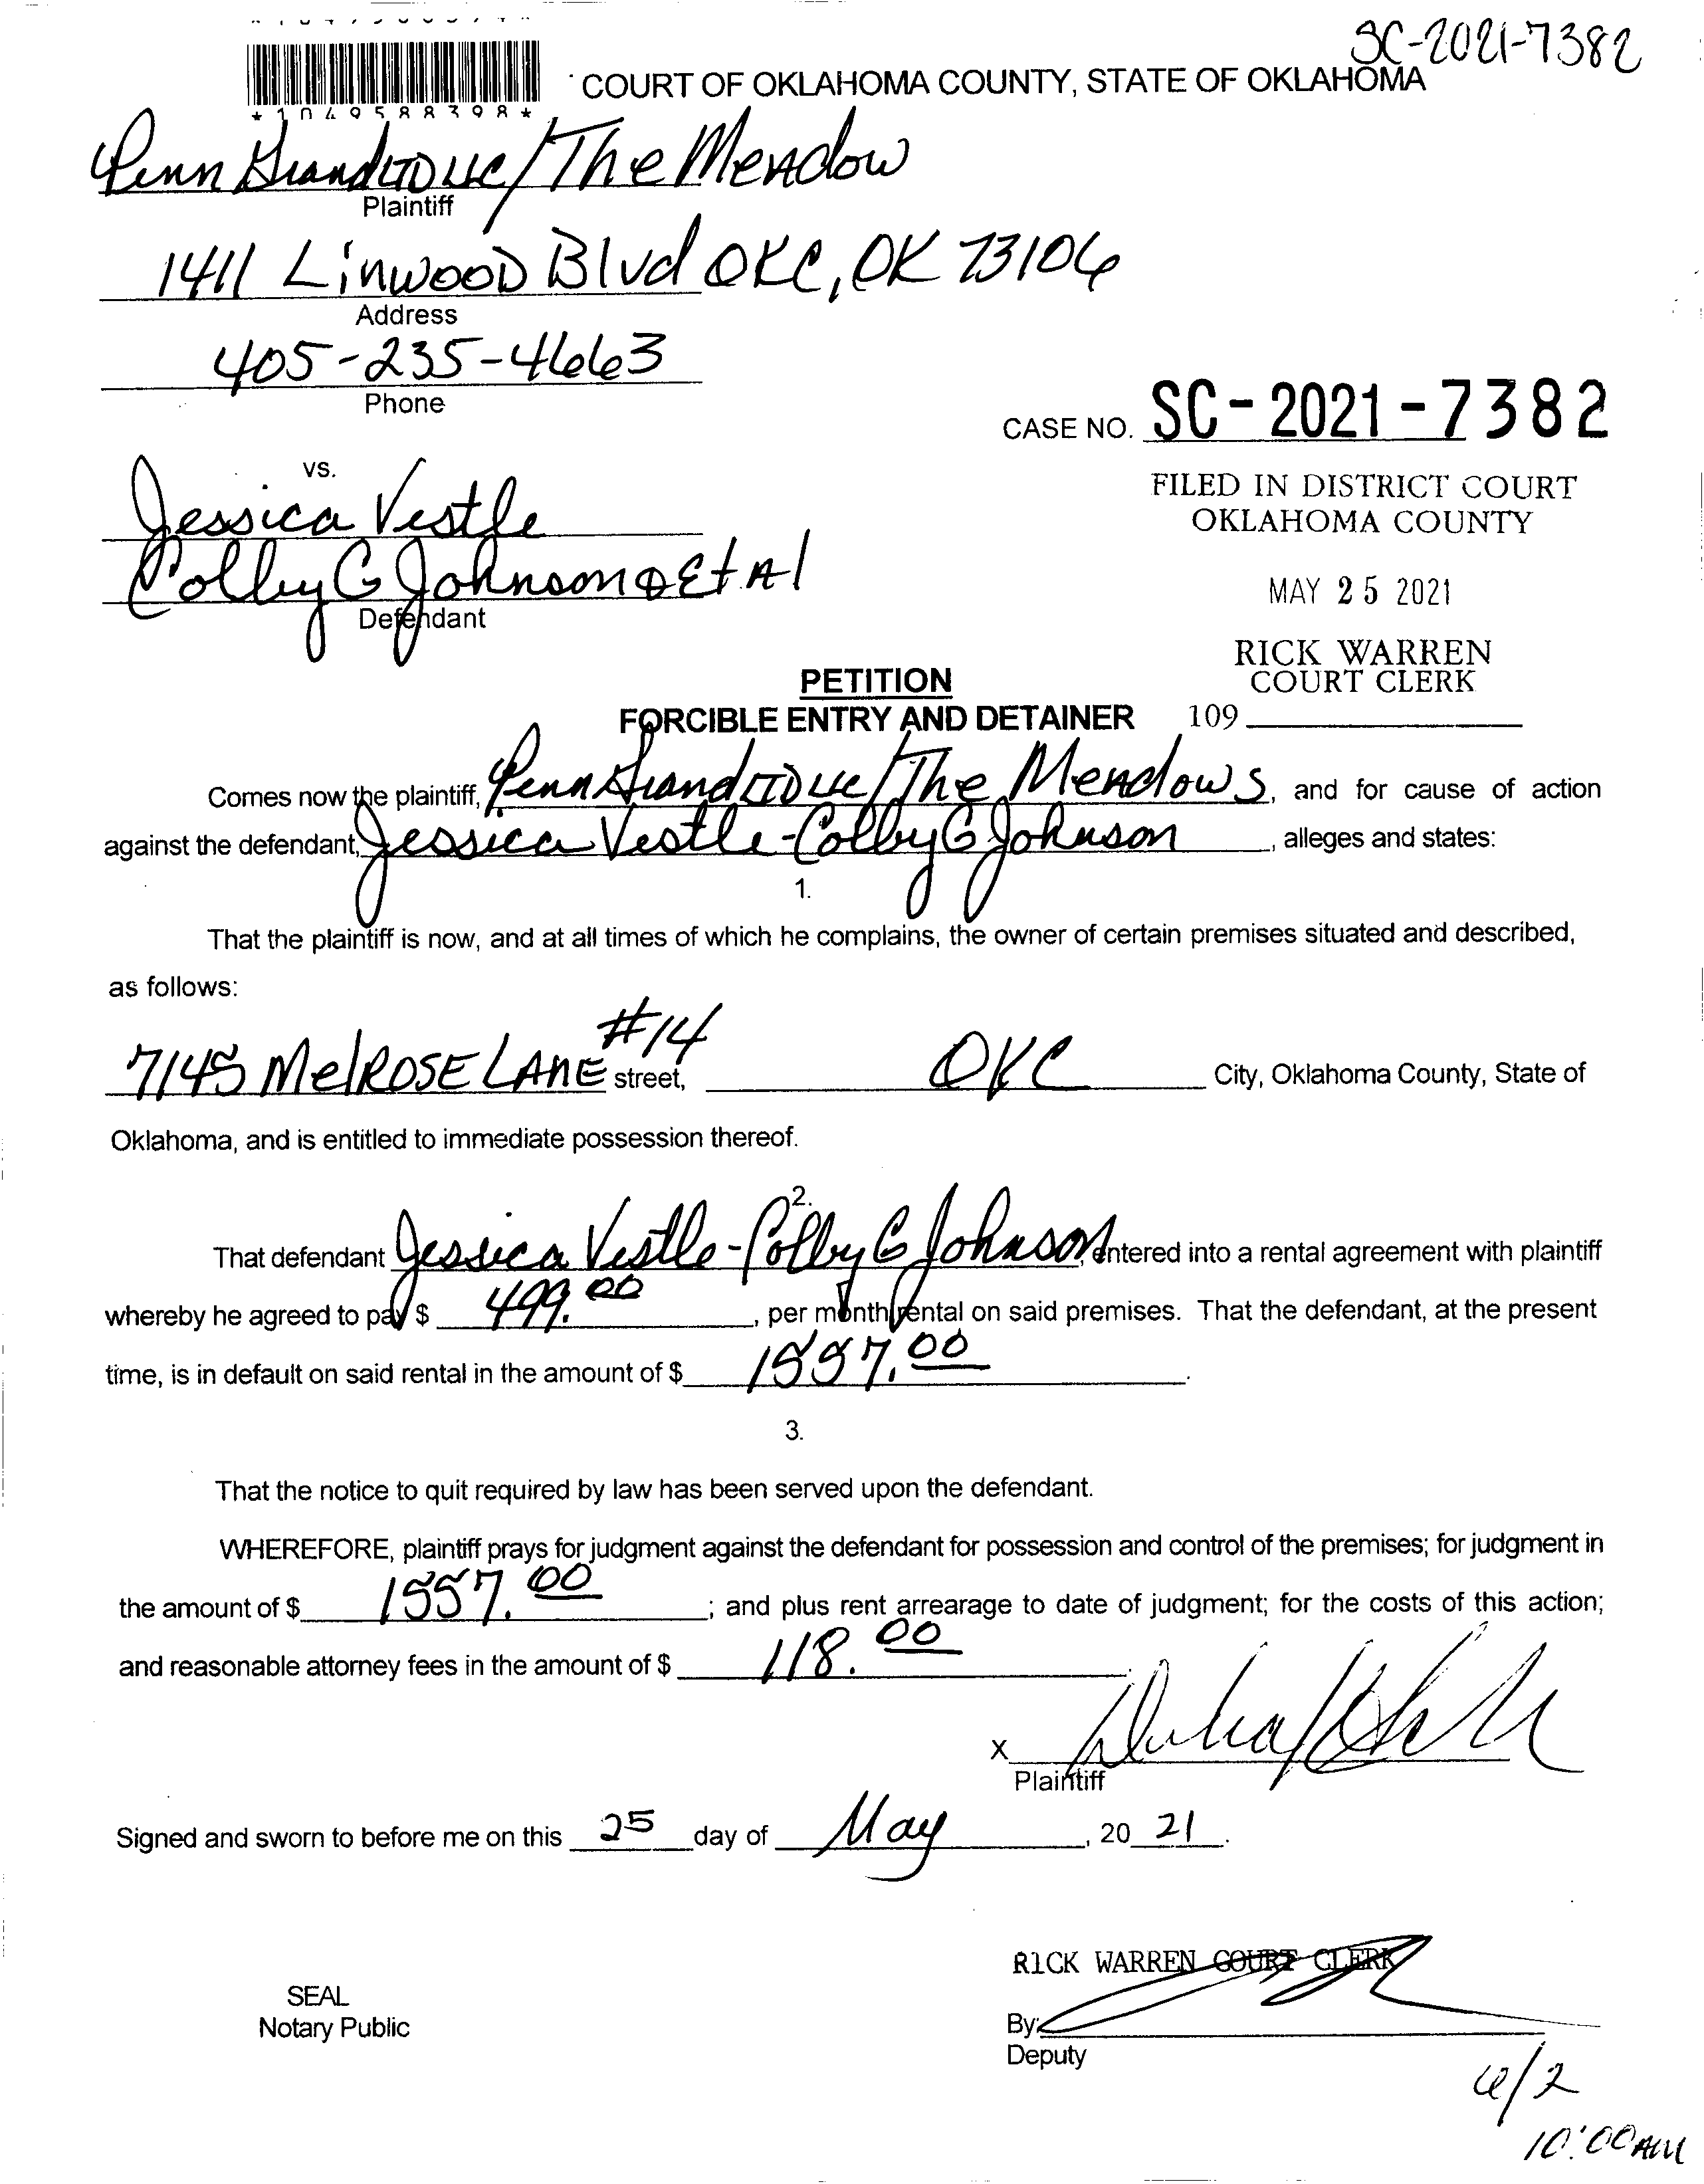 SC-2021-7382
*1049588398*
COURT OF OKLAHOMA COUNTY, STATE OF OKLAHOMA
Penn Grand LTD LLC/The Meadow
Plaintiff
1411 Linwood Blvd OKC, OK 73106
Address
405-235-4663
Phone
CASE NO. SC-2021-7382
vs.
FILED IN DISTRICT COURT
OKLAHOMA COUNTY
Jessica Vestle
Colby G Johnson Et Al
Defendant
MAY 25 2021
RICK WARREN
COURT CLERK
109
PETITION
FORCIBLE ENTRY AND DETAINER
Comes now the plaintiff, Penn Grand LTD LLC/The Meadows, and for cause of action
against the defendant, Jessica Vestle-Colby G Johnson, alleges and states:
1.
That the plaintiff is now, and at all times of which he complains, the owner of certain premises situated and described,
as follows:
7145 MelROSE LANE #14 street, OKC City, Oklahoma County, State of
Oklahoma, and is entitled to immediate possession thereof.
2.
That defendant Jessica Vestle-Colby G Johnson, entered into a rental agreement with plaintiff
whereby he agreed to pay $ 499.00, per month rental on said premises. That the defendant, at the present
time, is in default on said rental in the amount of $ 1557.00.
3.
That the notice to quit required by law has been served upon the defendant.
WHEREFORE, plaintiff prays for judgment against the defendant for possession and control of the premises; for judgment in
the amount of $ 1557.00; and plus rent arrearage to date of judgment; for the costs of this action;
and reasonable attorney fees in the amount of $ 118.00
X
Plaintiff
Signed and sworn to before me on this 25 day of May, 20 21.
RICK WARREN COURT CLERK
SEAL
Notary Public
By:
Deputy
6/2
10:00 AM